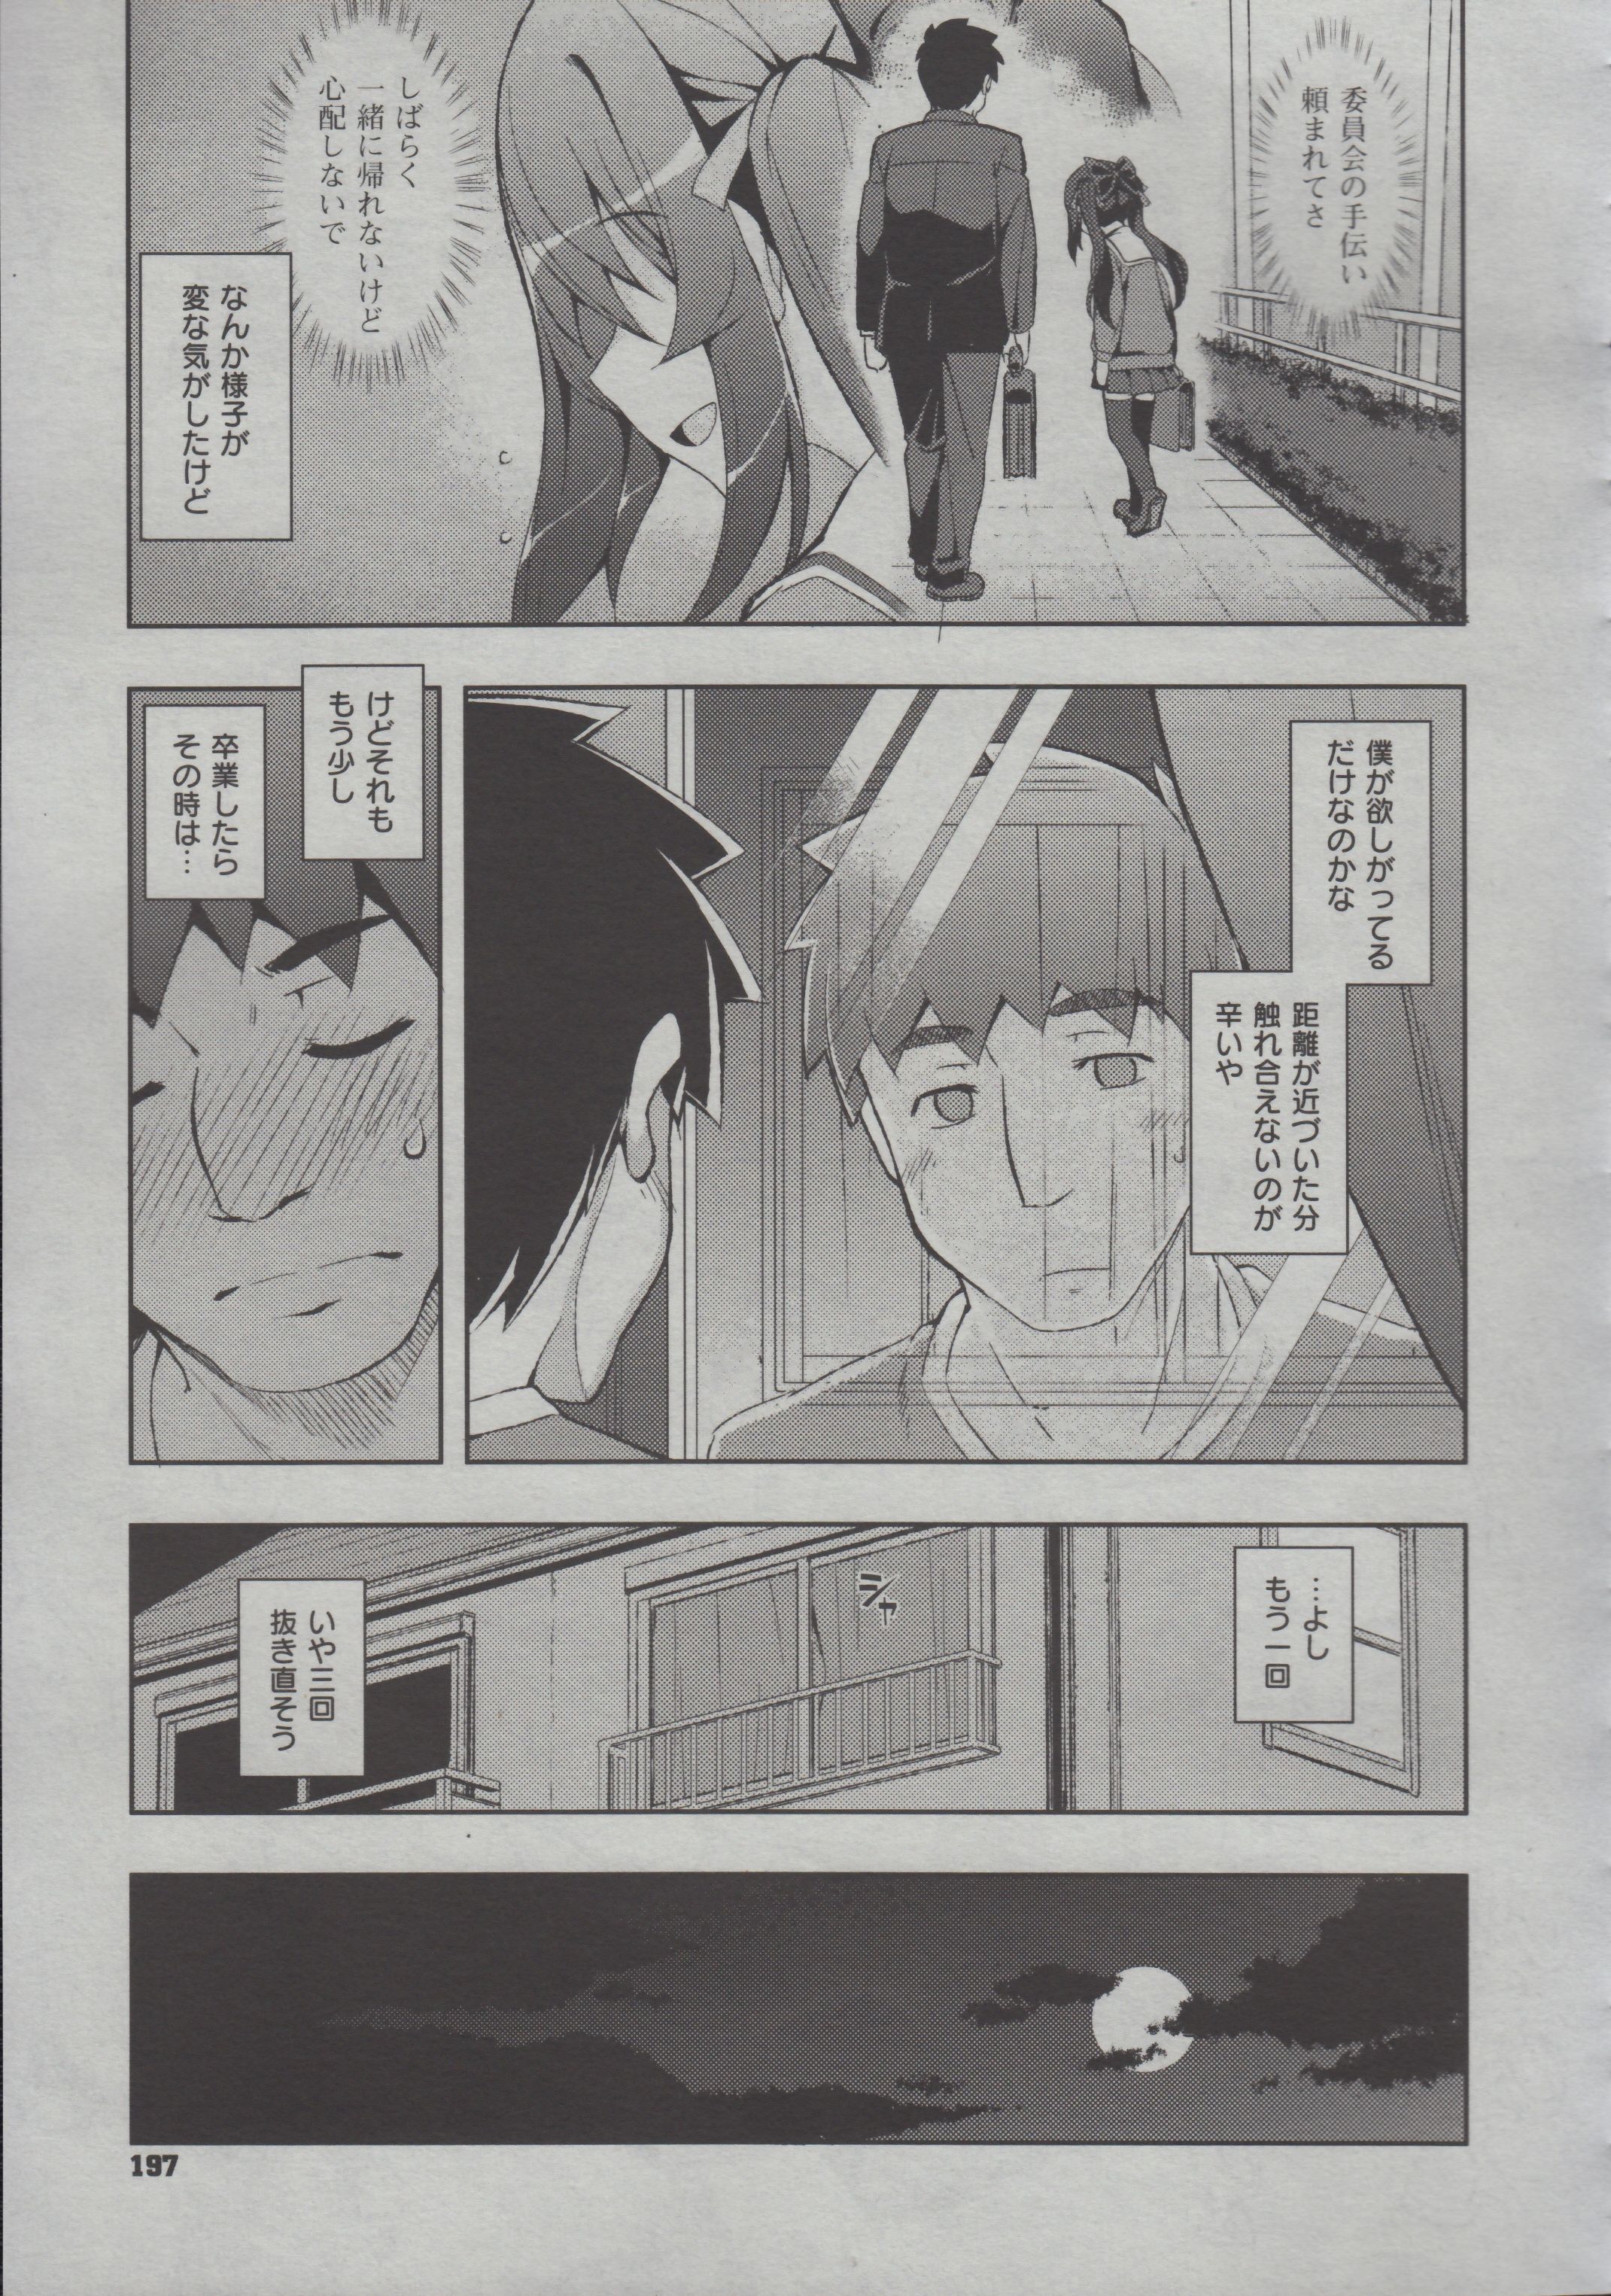 委員会の手伝い
頼まれてさ
しばらく
一緒に帰れないけど
心配しないで
なんか様子が
変な気がしたけど
僕が欲しがってる
だけなのかな
距離が近づいた分
触れ合えないのが
辛いや
けどそれも
もう少し
卒業したら
その時は…
…よし
もう一回
シャ
いや三回
抜き直そう
197